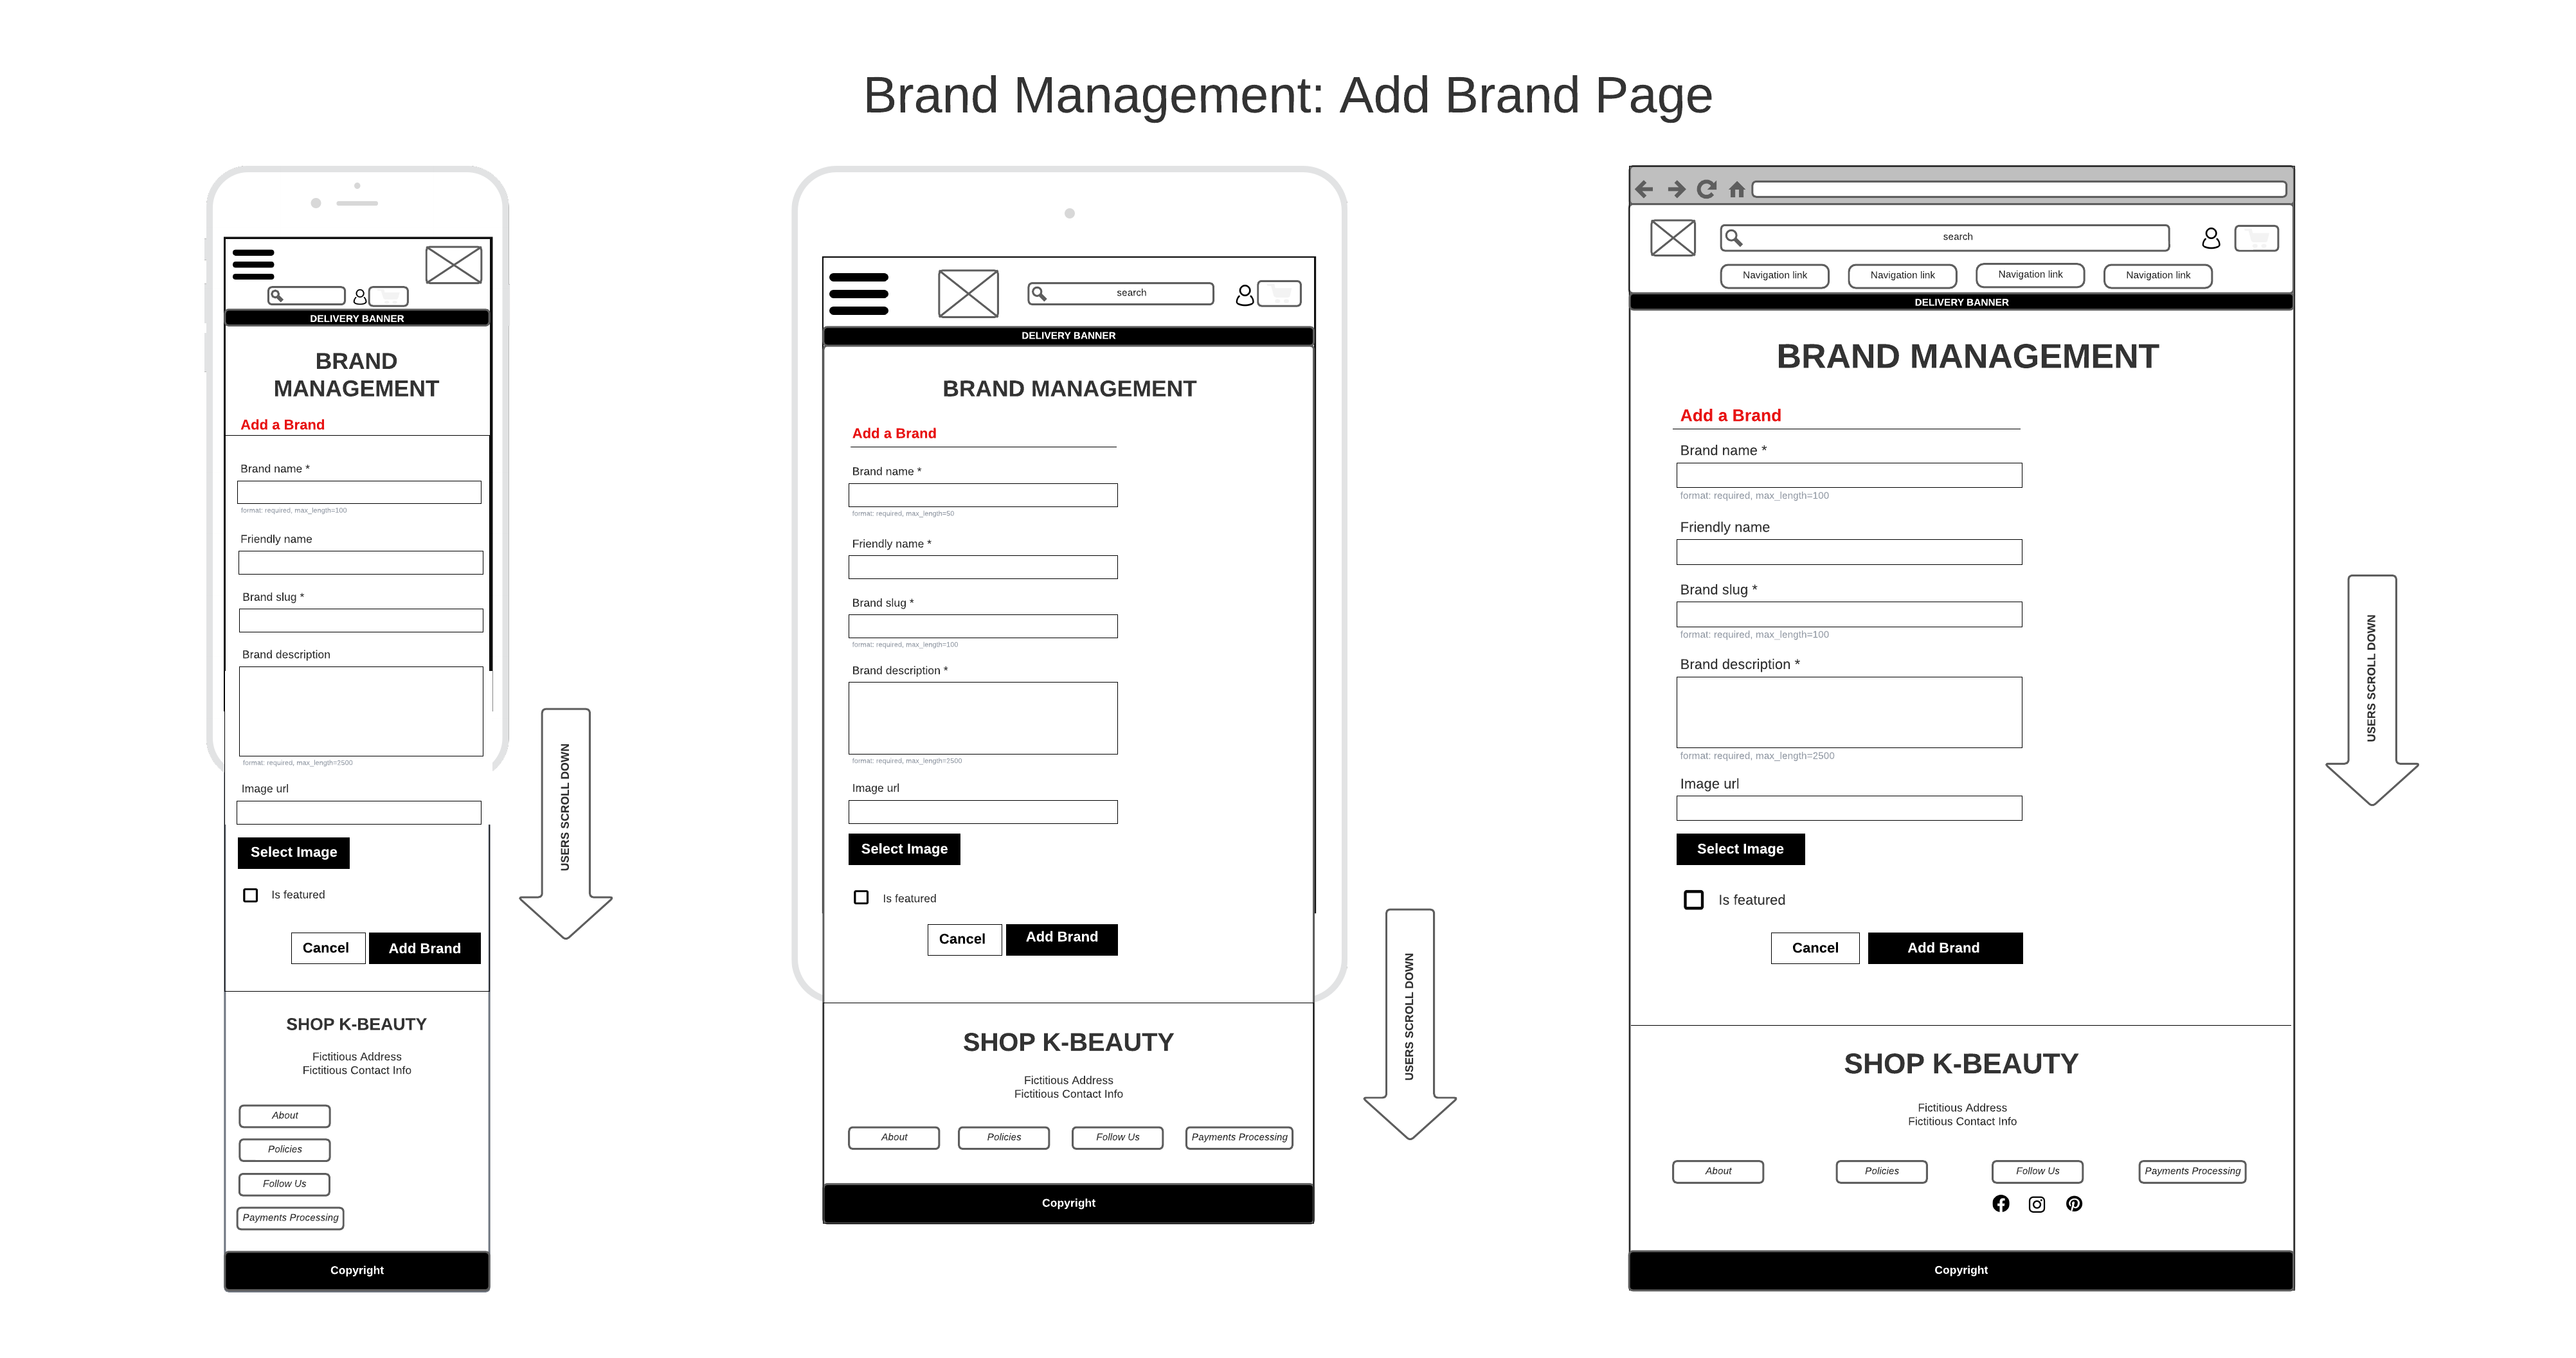 Brand Management: Add Brand Page
DELIVERY BANNER
BRAND
MANAGEMENT
Add a Brand
Brand name *
format: required, max_length=100
Friendly name
Brand slug *
Brand description
format: required, max_length=2500
Image url
Select Image
Is featured
Cancel Add Brand
SHOP K-BEAUTY
Fictitious Address
Fictitious Contact Info
About
Policies
Follow Us
Payments Processing
Copyright
USERS SCROLL DOWN
search
DELIVERY BANNER
BRAND MANAGEMENT
Add a Brand
Brand name *
format: required, max_length=50
Friendly name *
Brand slug *
format: required, max_length=100
Brand description *
format: required, max_length=2500
Image url
Select Image
Is featured
Cancel Add Brand
SHOP K-BEAUTY
Fictitious Address
Fictitious Contact Info
About Policies Follow Us Payments Processing
Copyright
USERS SCROLL DOWN
search
Navigation link Navigation link Navigation link Navigation link
DELIVERY BANNER
BRAND MANAGEMENT
Add a Brand
Brand name *
format: required, max_length=100
Friendly name
Brand slug *
format: required, max_length=100
Brand description *
format: required, max_length=2500
Image url
Select Image
Is featured
Cancel Add Brand
SHOP K-BEAUTY
Fictitious Address
Fictitious Contact Info
About Policies Follow Us Payments Processing
Copyright
USERS SCROLL DOWN